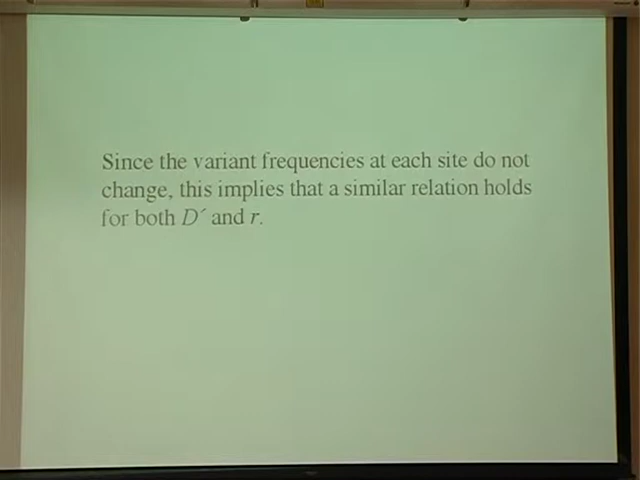 Since the variant frequencies at each site do not
change, this implies that a similar relation holds
for both D´ and r.